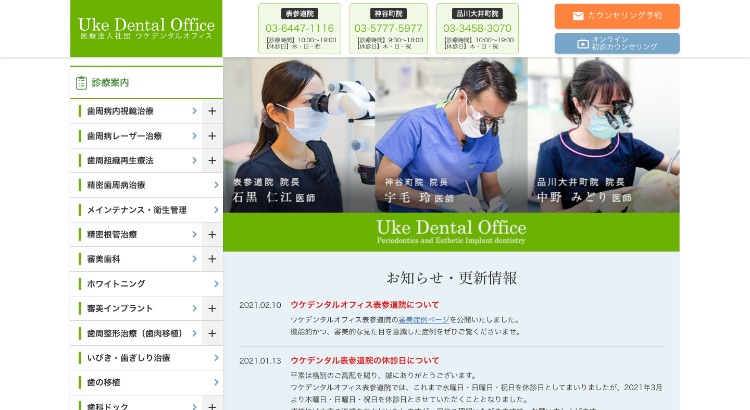 Uke Dental Office
医療法人社団 ウケデンタルオフィス
表参道院
03-6447-1116
【診療時間】10:00~19:00
【休診日】水・日・祝
神谷町院
03-5777-5977
【診療時間】9:30~18:00
【休診日】木・日・祝
品川大井町院
03-3458-3070
【診療時間】10:00~19:00
【休診日】木・日・祝
カウンセリング予約
オンライン
初診カウンセリング
診療案内
歯周病内視鏡治療
歯周病レーザー治療
歯周組織再生療法
精密歯周病治療
メインテナンス・衛生管理
精密根管治療
審美歯科
ホワイトニング
審美インプラント
歯周整形治療（歯肉移植）
いびき・歯ぎしり治療
歯の移植
歯科ドック
表参道院 院長
石黒 仁江 医師
神谷町院 院長
宇毛 玲 医師
品川大井町院 院長
中野 みどり 医師
Uke Dental Office
Periodontics and Esthetic Implant dentistry
お知らせ・更新情報
2021.02.10 ウケデンタルオフィス表参道院について
ウケデンタルオフィス表参道院の審美症例ページを公開いたしました。
機能的かつ、審美的な見た目を意識した症例をぜひご覧くださいませ。
2021.01.13 ウケデンタル表参道院の休診日について
平素は格別のご高配を賜り、誠にありがとうございます。
ウケデンタルオフィス表参道院では、これまで水曜日・日曜日・祝日を休診日としてまいりましたが、2021年3月
より木曜日・日曜日・祝日を休診日とさせていただくこととなりました。